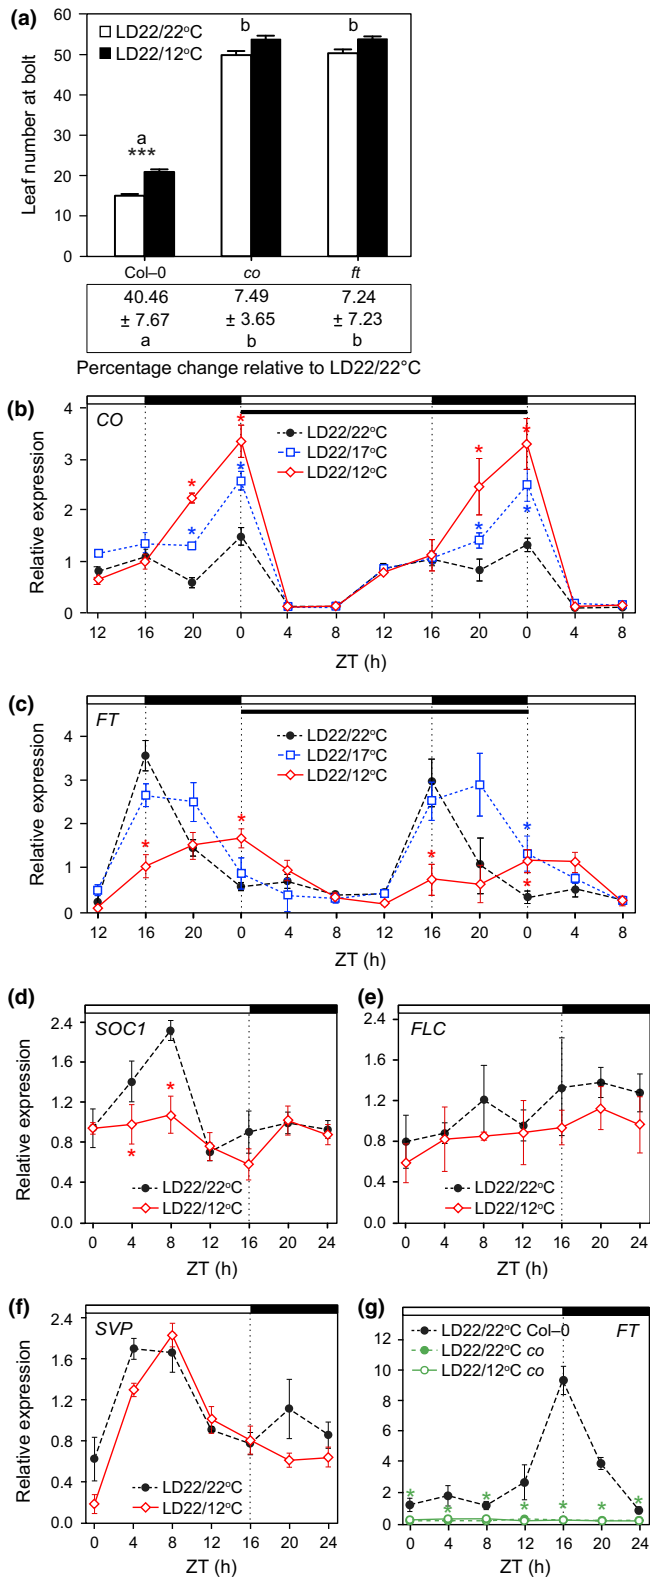 (a)
60
50
40
30
20
10
0
Leaf number at bolt
LD22/22°C
LD22/12°C
a
***
b
b
Col–0 co ft
40.46 7.49 7.24
± 7.67 ± 3.65 ± 7.23
a b b
Percentage change relative to LD22/22°C
(b)
CO
4
3
2
1
0
Relative expression
LD22/22°C
LD22/17°C
LD22/12°C
* * * * * * * *
12 16 20 0 4 8 12 16 20 0 4 8
ZT (h)
(c)
FT
4
3
2
1
0
Relative expression
LD22/22°C
LD22/17°C
LD22/12°C
* * * * *
12 16 20 0 4 8 12 16 20 0 4 8
ZT (h)
(d)
SOC1
2.4
1.6
0.9
0.8
0.4
0.0
Relative expression
* *
LD22/22°C
LD22/12°C
0 4 8 12 16 20 24
ZT (h)
(e)
FLC
2.4
1.6
1.2
0.8
0.4
0.0
LD22/22°C
LD22/12°C
0 4 8 12 16 20 24
ZT (h)
(f)
SVP
2.4
1.6
1.2
0.8
0.4
0.0
Relative expression
LD22/22°C
LD22/12°C
0 4 8 12 16 20 24
ZT (h)
(g)
FT
LD22/22°C Col–0
LD22/22°C co
LD22/12°C co
12
10
8
6
4
2
0
* * * * * * *
0 4 8 12 16 20 24
ZT (h)